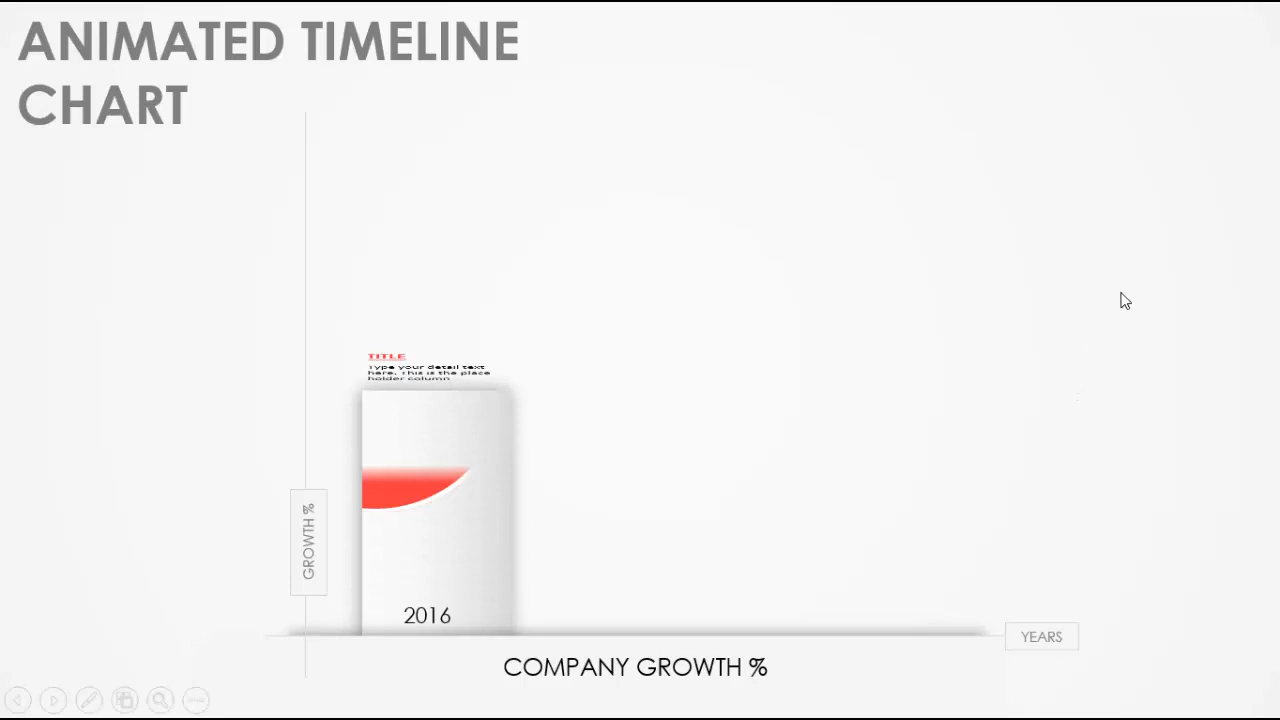 ANIMATED TIMELINE
CHART
TITLE
Type your detail text
here. This is the place
holder column
GROWTH %
2016
YEARS
COMPANY GROWTH %